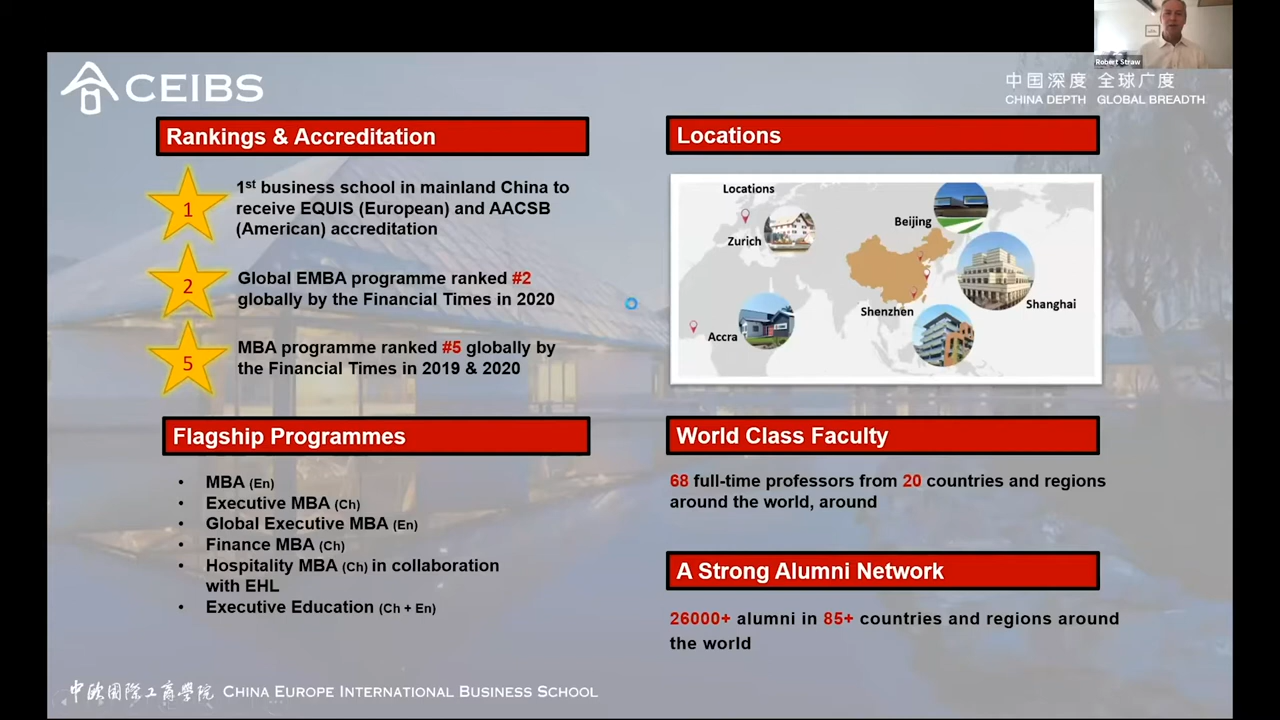 Robert Straw
CEIBS
中国深度 全球广度
CHINA DEPTH GLOBAL BREADTH
Rankings & Accreditation
1
1st business school in mainland China to
receive EQUIS (European) and AACSB
(American) accreditation
2
Global EMBA programme ranked #2
globally by the Financial Times in 2020
5
MBA programme ranked #5 globally by
the Financial Times in 2019 & 2020
Flagship Programmes
• MBA (En)
• Executive MBA (Ch)
• Global Executive MBA (En)
• Finance MBA (Ch)
• Hospitality MBA (Ch) in collaboration
with EHL
• Executive Education (Ch + En)
Locations
Locations
Zurich
Beijing
Shanghai
Shenzhen
Accra
World Class Faculty
68 full-time professors from 20 countries and regions
around the world, around
A Strong Alumni Network
26000+ alumni in 85+ countries and regions around
the world
中欧國際工商學院 CHINA EUROPE INTERNATIONAL BUSINESS SCHOOL